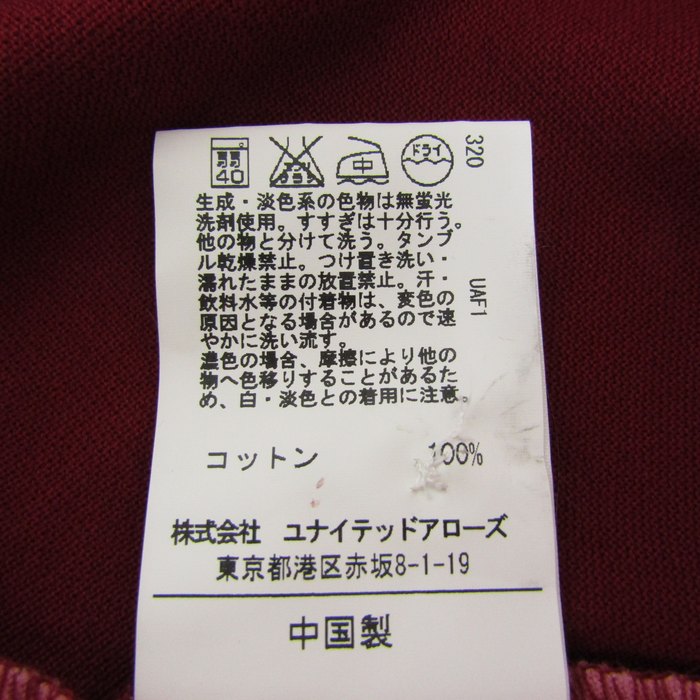 弱
40
エンソ
サラシ
中
ドライ
320
生成・淡色系の色物は無蛍光
洗剤使用。すすぎは十分行う。
他の物と分けて洗う。タンブ
ル乾燥禁止。つけ置き洗い・
濡れたままの放置禁止。汗・
飲料水等の付着物は、変色の
原因となる場合があるので速
やかに洗い流す。
濃色の場合、摩擦により他の
物へ色移りすることがあるた
め、白・淡色との着用に注意。
UAF1
コットン 100%
株式会社 ユナイテッドアローズ
東京都港区赤坂8-1-19
中国製